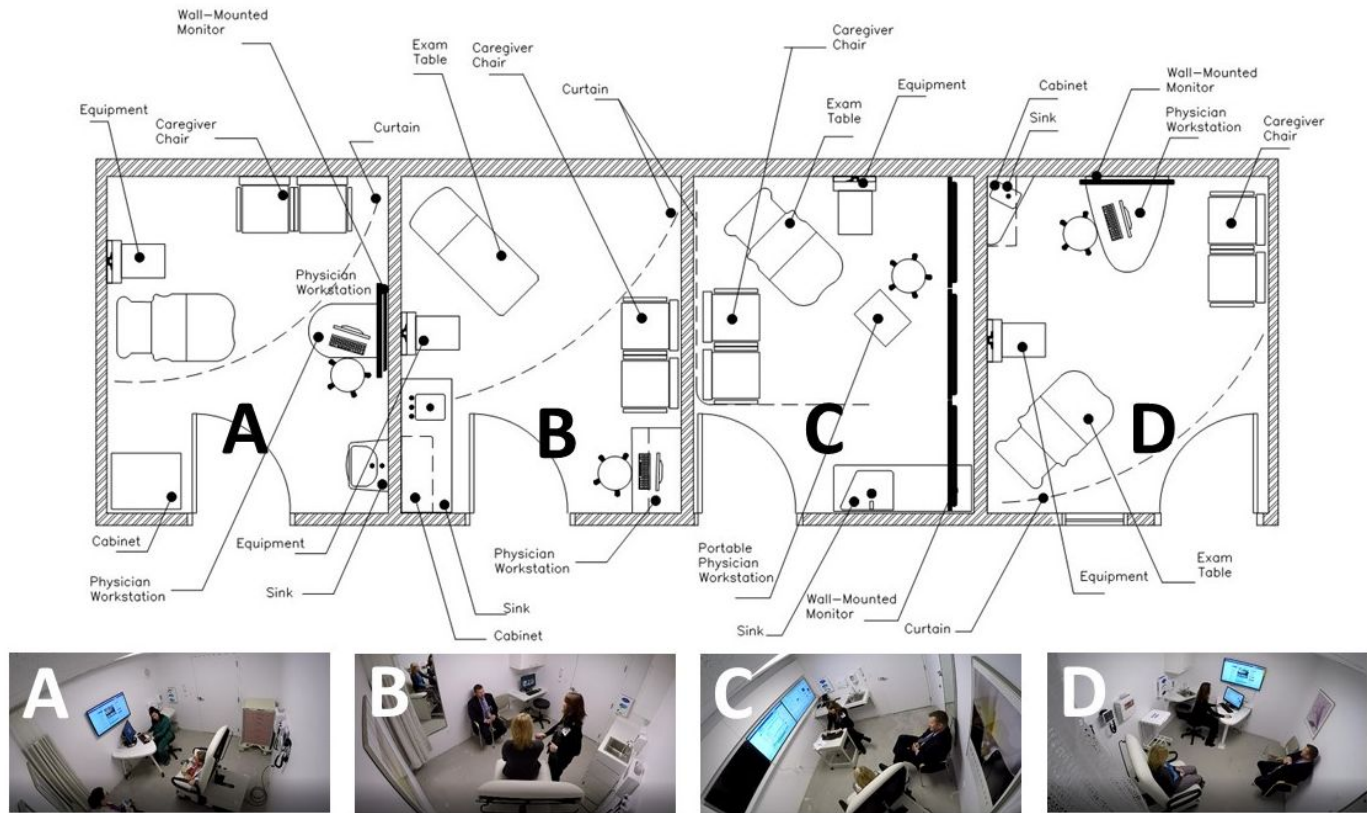 Wall-Mounted
Monitor
Exam
Table
Caregiver
Chair
Curtain
Caregiver
Chair
Exam
Table
Equipment
Wall-Mounted
Monitor
Cabinet
Sink
Physician
Workstation
Caregiver
Chair
Equipment
Caregiver
Chair
Curtain
Physician
Workstation
A
B
C
D
Cabinet
Physician
Workstation
Equipment
Sink
Physician
Workstation
Sink
Cabinet
Portable
Physician
Workstation
Sink
Wall-Mounted
Monitor
Curtain
Equipment
Exam
Table
A
B
C
D